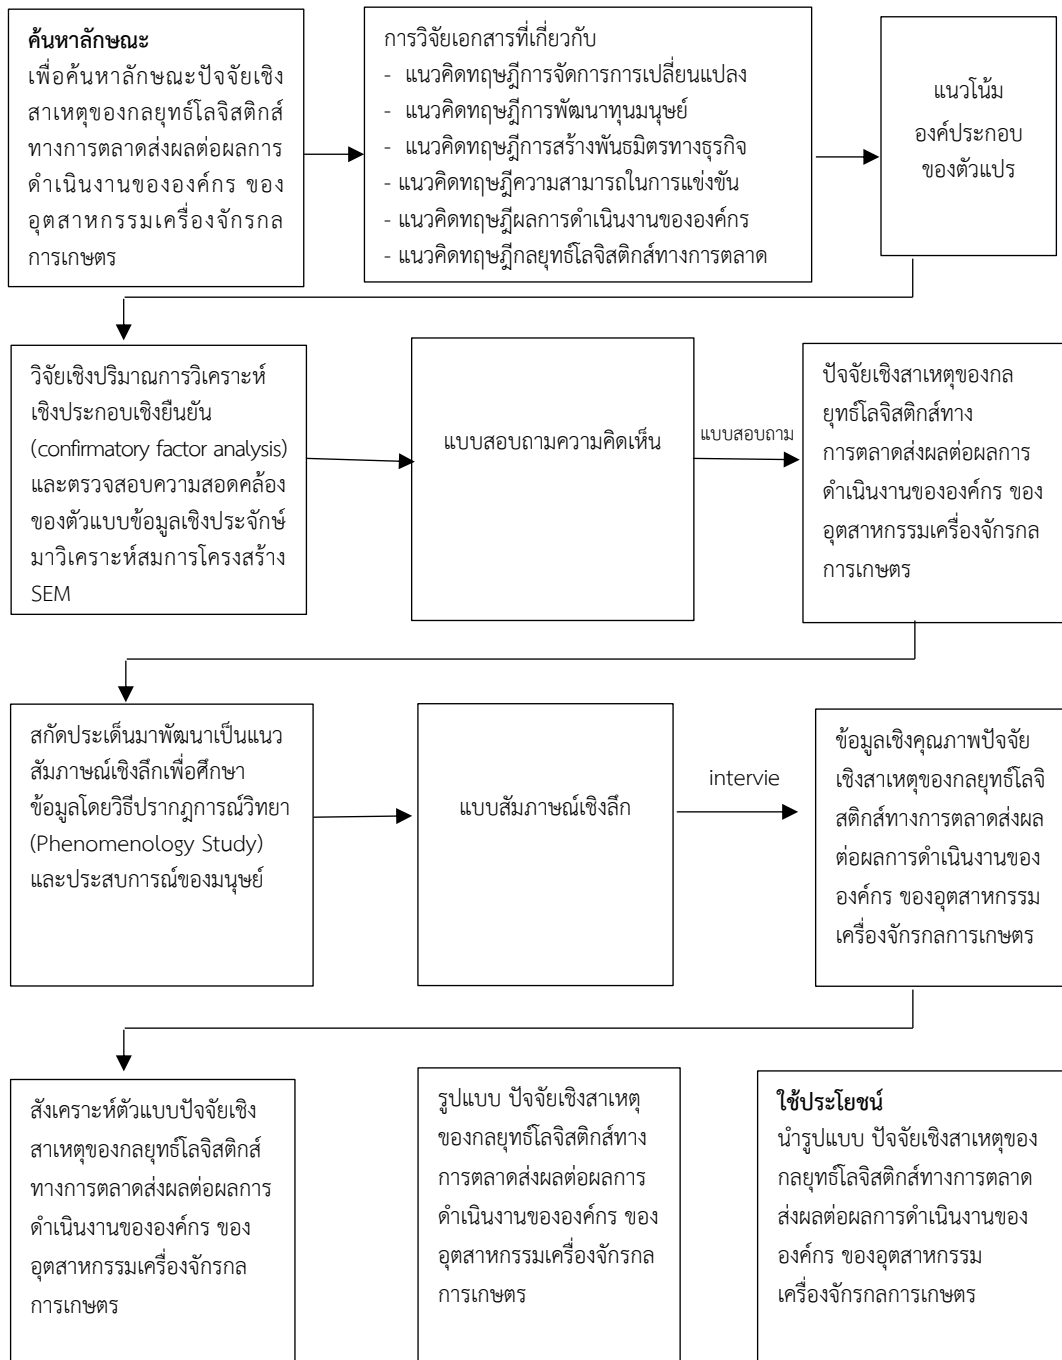 ค้นหาลักษณะ
เพื่อค้นหาลักษณะปัจจัยเชิง
สาเหตุของกลยุทธ์โลจิสติกส์
ทางการตลาดส่งผลต่อผลการ
ดำเนินงานขององค์กร ของ
อุตสาหกรรมเครื่องจักรกล
การเกษตร
การวิจัยเอกสารที่เกี่ยวกับ
- แนวคิดทฤษฎีการจัดการการเปลี่ยนแปลง
- แนวคิดทฤษฎีการพัฒนาทุนมนุษย์
- แนวคิดทฤษฎีการสร้างพันธมิตรทางธุรกิจ
- แนวคิดทฤษฎีความสามารถในการแข่งขัน
- แนวคิดทฤษฎีผลการดำเนินงานขององค์กร
- แนวคิดทฤษฎีกลยุทธ์โลจิสติกส์ทางการตลาด
แนวโน้ม
องค์ประกอบ
ของตัวแปร
วิจัยเชิงปริมาณการวิเคราะห์
เชิงประกอบเชิงยืนยัน
(confirmatory factor analysis)
และตรวจสอบความสอดคล้อง
ของตัวแบบข้อมูลเชิงประจักษ์
มาวิเคราะห์สมการโครงสร้าง
SEM
แบบสอบถามความคิดเห็น
แบบสอบถาม
ปัจจัยเชิงสาเหตุของกล
ยุทธ์โลจิสติกส์ทาง
การตลาดส่งผลต่อผลการ
ดำเนินงานขององค์กร ของ
อุตสาหกรรมเครื่องจักรกล
การเกษตร
สกัดประเด็นมาพัฒนาเป็นแนว
สัมภาษณ์เชิงลึกเพื่อศึกษา
ข้อมูลโดยวิธีปรากฏการณ์วิทยา
(Phenomenology Study)
และประสบการณ์ของมนุษย์
แบบสัมภาษณ์เชิงลึก
intervie
ข้อมูลเชิงคุณภาพปัจจัย
เชิงสาเหตุของกลยุทธ์โลจิ
สติกส์ทางการตลาดส่งผล
ต่อผลการดำเนินงานของ
องค์กร ของอุตสาหกรรม
เครื่องจักรกลการเกษตร
สังเคราะห์ตัวแบบปัจจัยเชิง
สาเหตุของกลยุทธ์โลจิสติกส์
ทางการตลาดส่งผลต่อผลการ
ดำเนินงานขององค์กร ของ
อุตสาหกรรมเครื่องจักรกล
การเกษตร
รูปแบบ ปัจจัยเชิงสาเหตุ
ของกลยุทธ์โลจิสติกส์ทาง
การตลาดส่งผลต่อผลการ
ดำเนินงานขององค์กร ของ
อุตสาหกรรมเครื่องจักรกล
การเกษตร
ใช้ประโยชน์
นำรูปแบบ ปัจจัยเชิงสาเหตุของ
กลยุทธ์โลจิสติกส์ทางการตลาด
ส่งผลต่อผลการดำเนินงานของ
องค์กร ของอุตสาหกรรม
เครื่องจักรกลการเกษตร